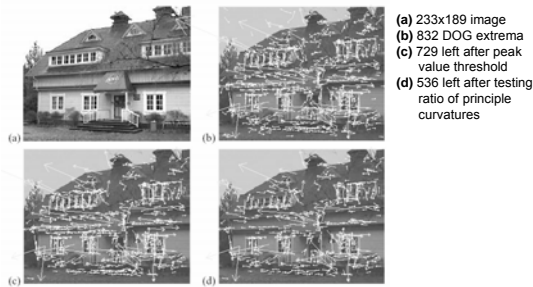 (a) 233x189 image
(b) 832 DOG extrema
(c) 729 left after peak
value threshold
(d) 536 left after testing
ratio of principle
curvatures
(a)
(b)
(c)
(d)